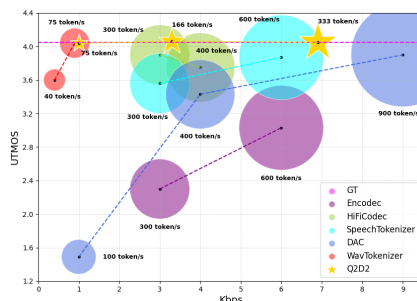 4.4
4.0
3.6
3.2
2.8
2.4
2.0
1.6
1.2
UTMOS
75 token/s
300 token/s
166 token/s
600 token/s
333 token/s
75 token/s
400 token/s
40 token/s
300 token/s
400 token/s
900 token/s
600 token/s
300 token/s
100 token/s
GT
Encodec
HiFiCodec
SpeechTokenizer
DAC
WavTokenizer
Q2D2
0 1 2 3 4 5 6 7 8 9
Kbps